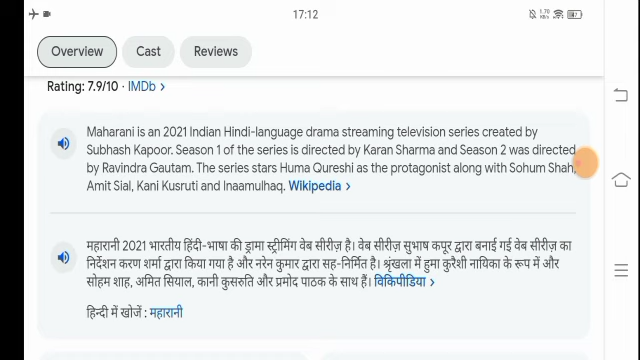 17:12
1.70
KB/s
Overview
Cast
Reviews
Rating: 7.9/10 · IMDb >
Maharani is an 2021 Indian Hindi-language drama streaming television series created by
Subhash Kapoor. Season 1 of the series is directed by Karan Sharma and Season 2 was directed
by Ravindra Gautam. The series stars Huma Qureshi as the protagonist along with Sohum Shah,
Amit Sial, Kani Kusruti and Inaamulhaq. Wikipedia >
महारानी 2021 भारतीय हिंदी-भाषा की ड्रामा स्ट्रीमिंग वेब सीरीज़ है। वेब सीरीज़ सुभाष कपूर द्वारा बनाई गई वेब सीरीज़ का
निर्देशन करण शर्मा द्वारा किया गया है और नरेन कुमार द्वारा सह-निर्मित है। श्रृंखला में हुमा कुरैशी नायिका के रूप में और
सोहम शाह, अमित सियाल, कानी कुसरुति और प्रमोद पाठक के साथ हैं। विकिपीडिया >
हिन्दी में खोजें : महारानी